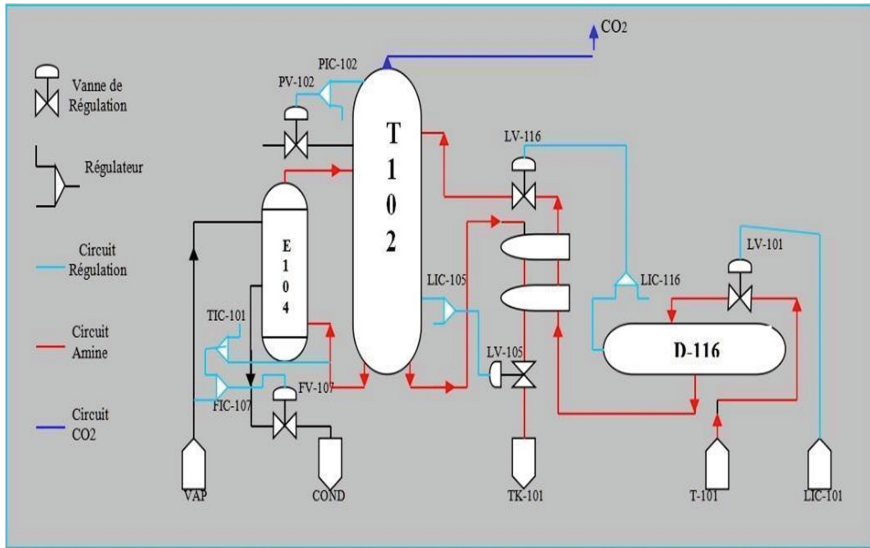 CO2
PIC-102
PV-102
Vanne de
Régulation
T
1
0
2
LV-116
Régulateur
E
1
0
4
LV-101
Circuit
Régulation
LIC-105
LIC-116
TIC-101
Circuit
Amine
D-116
LV-105
FV-107
FIC-107
Circuit
CO2
VAP
COND
TK-101
T-101
LIC-101